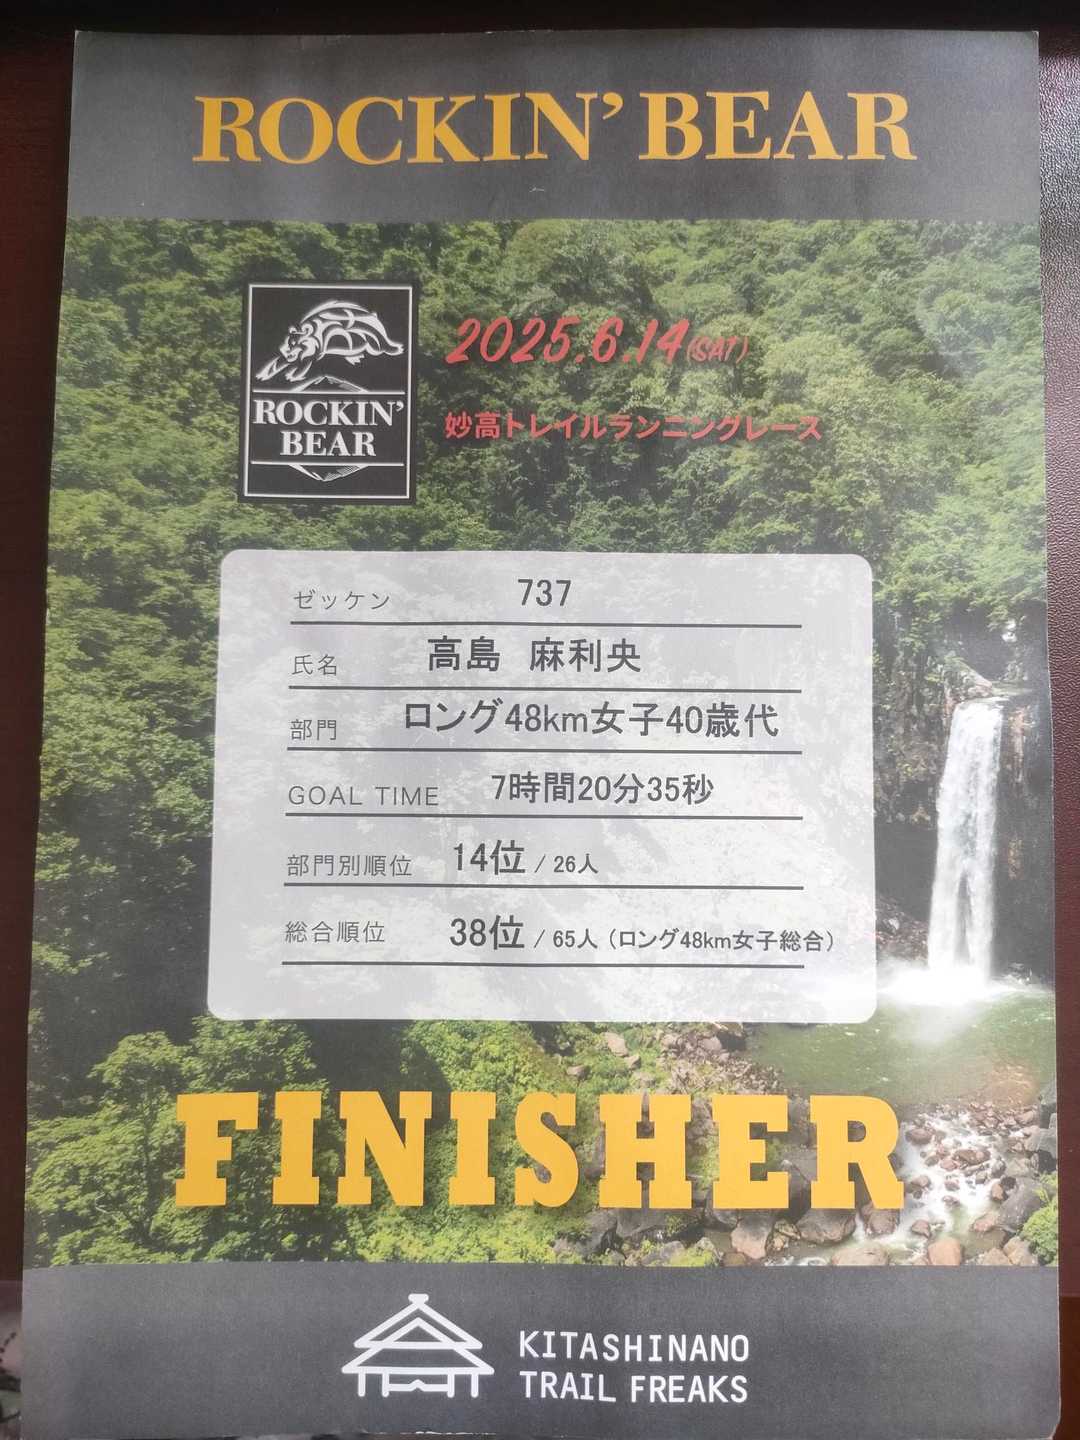 ROCKIN' BEAR
ROCKIN'
BEAR
2025.6.14(SAT)
妙高トレイルランニングレース
ゼッケン 737
氏名 高島 麻利央
部門 ロング48km女子40歳代
GOAL TIME 7時間20分35秒
部門別順位 14位 / 26人
総合順位 38位 / 65人 (ロング48km女子総合)
FINISHER
KITASHINANO
TRAIL FREAKS